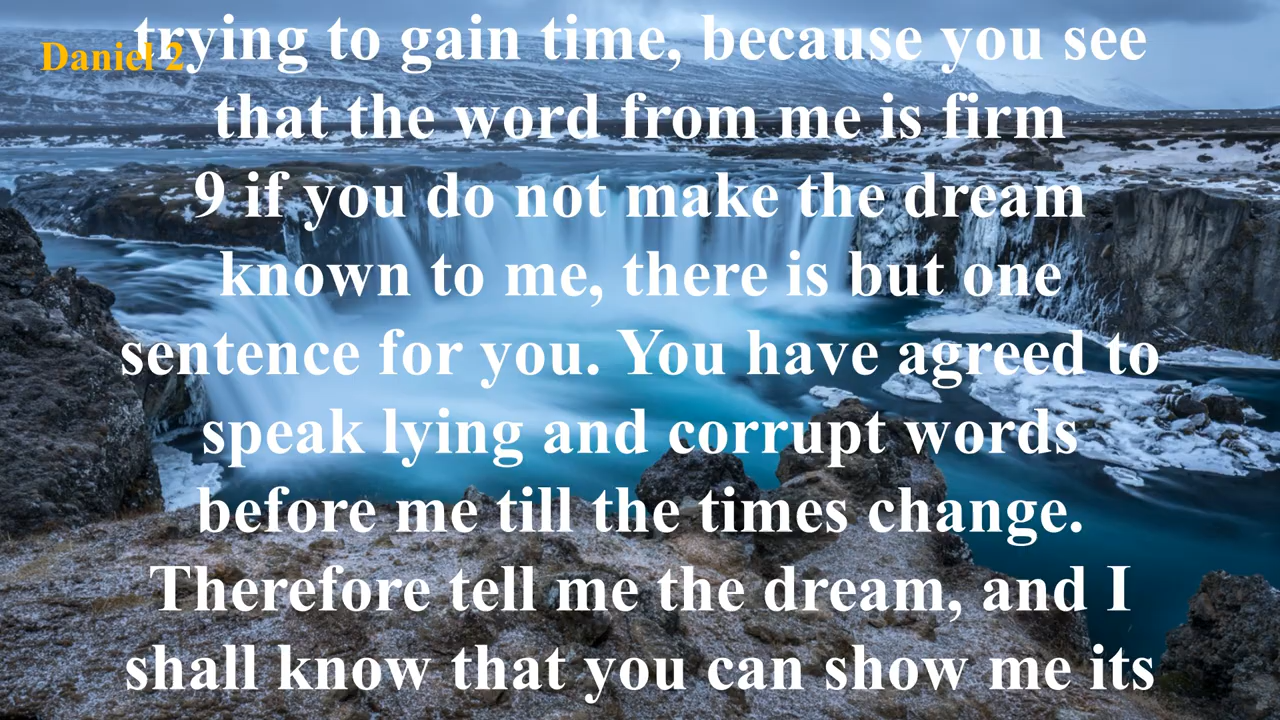 Daniel 2
trying to gain time, because you see
that the word from me is firm
9 if you do not make the dream
known to me, there is but one
sentence for you. You have agreed to
speak lying and corrupt words
before me till the times change.
Therefore tell me the dream, and I
shall know that you can show me its